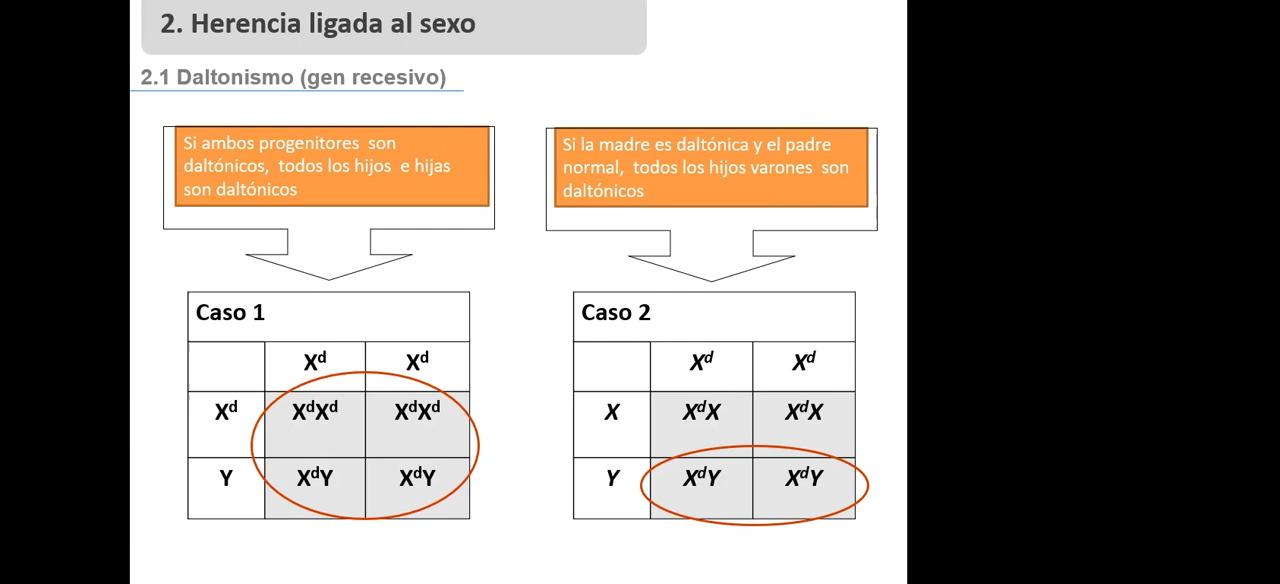 2. Herencia ligada al sexo
2.1 Daltonismo (gen recesivo)
Si ambos progenitores son
daltónicos, todos los hijos e hijas
son daltónicos
Si la madre es daltónica y el padre
normal, todos los hijos varones son
daltónicos
Caso 1
Xᵈ Xᵈ
Xᵈ XᵈXᵈ XᵈXᵈ
Y XᵈY XᵈY
Caso 2
Xᵈ Xᵈ
X XᵈX XᵈX
Y XᵈY XᵈY